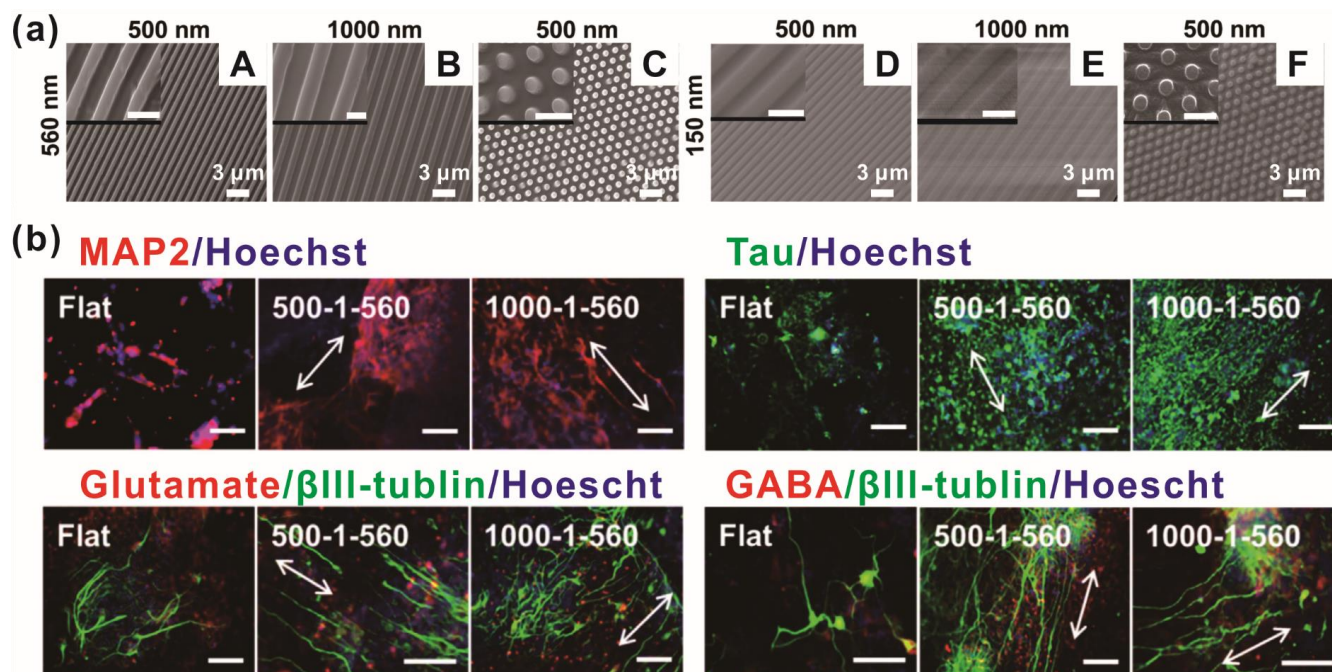 (a)
500 nm 1000 nm 500 nm 500 nm 1000 nm 500 nm
560 nm
A B C
3 μm 3 μm 3 μm
150 nm
D E F
3 μm 3 μm 3 μm
(b)
MAP2/Hoechst
Flat 500-1-560 1000-1-560
Tau/Hoechst
Flat 500-1-560 1000-1-560
Glutamate/βIII-tublin/Hoescht
Flat 500-1-560 1000-1-560
GABA/βIII-tublin/Hoescht
Flat 500-1-560 1000-1-560